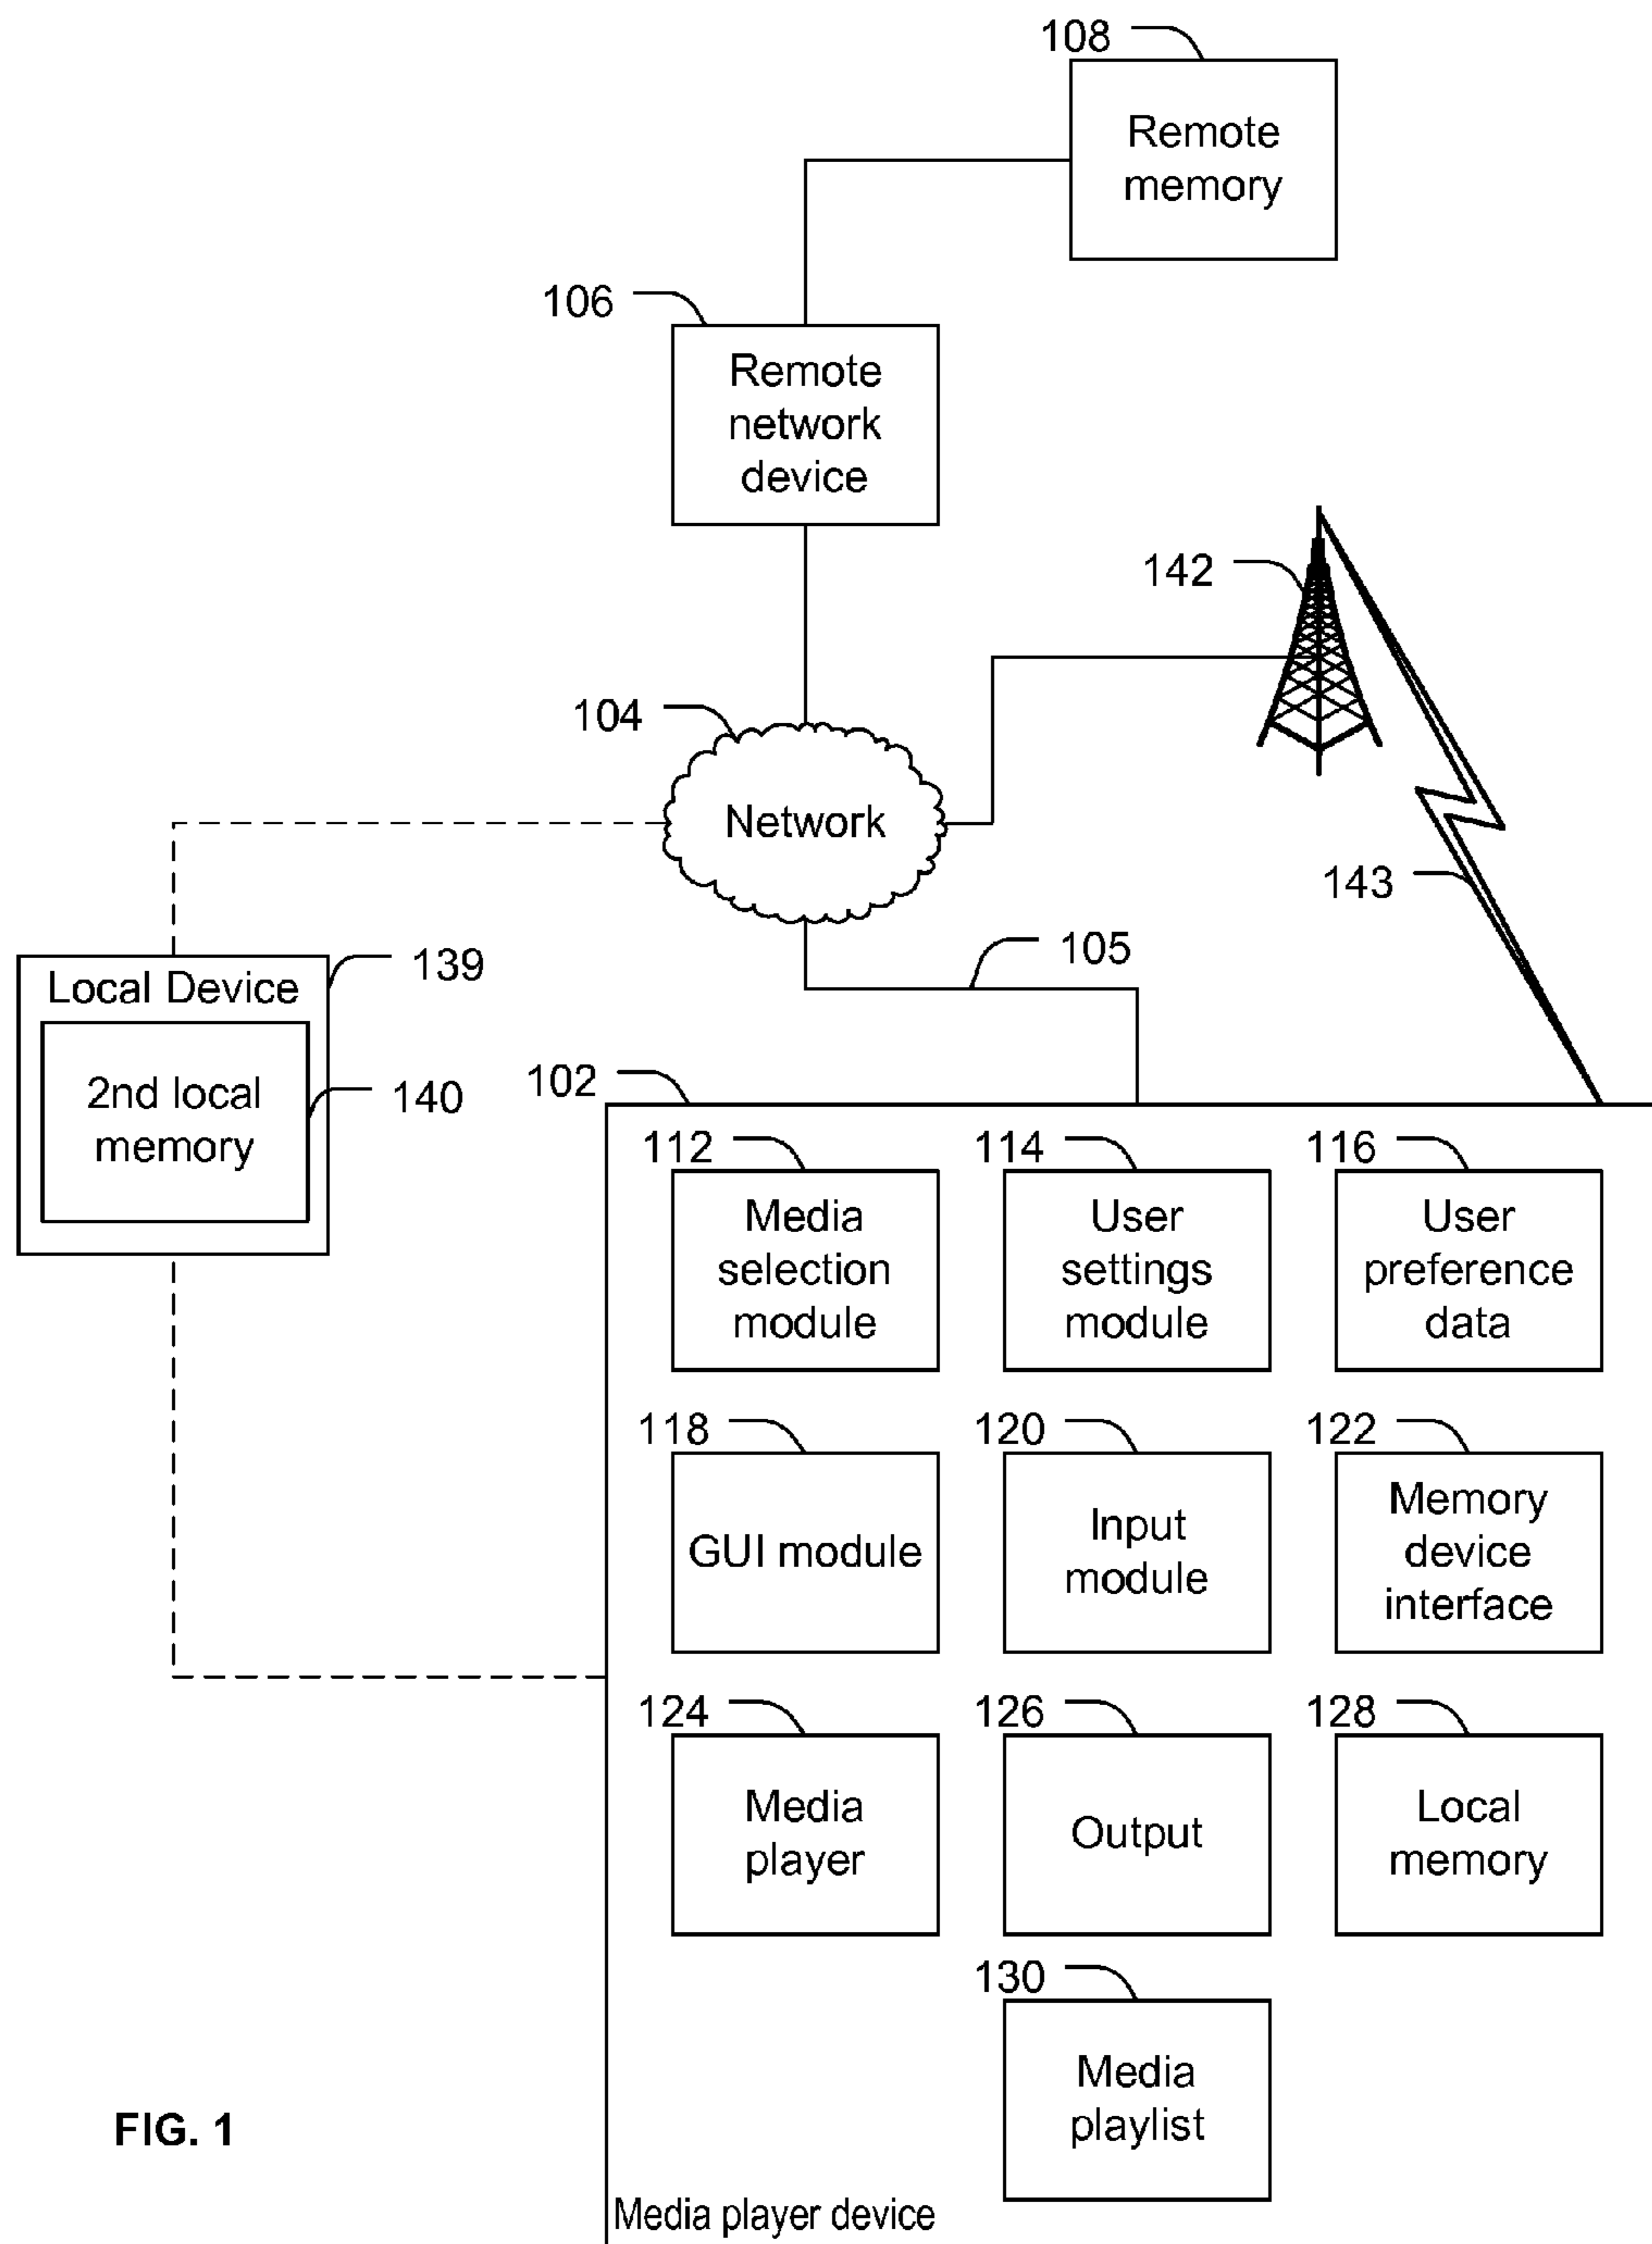 108
Remote
memory
106
Remote
network
device
142
104
Network
143
105
139
Local Device
2nd local
memory
140
102
112
Media
selection
module
114
User
settings
module
116
User
preference
data
118
GUI module
120
Input
module
122
Memory
device
interface
124
Media
player
126
Output
128
Local
memory
130
Media
playlist
FIG. 1
Media player device